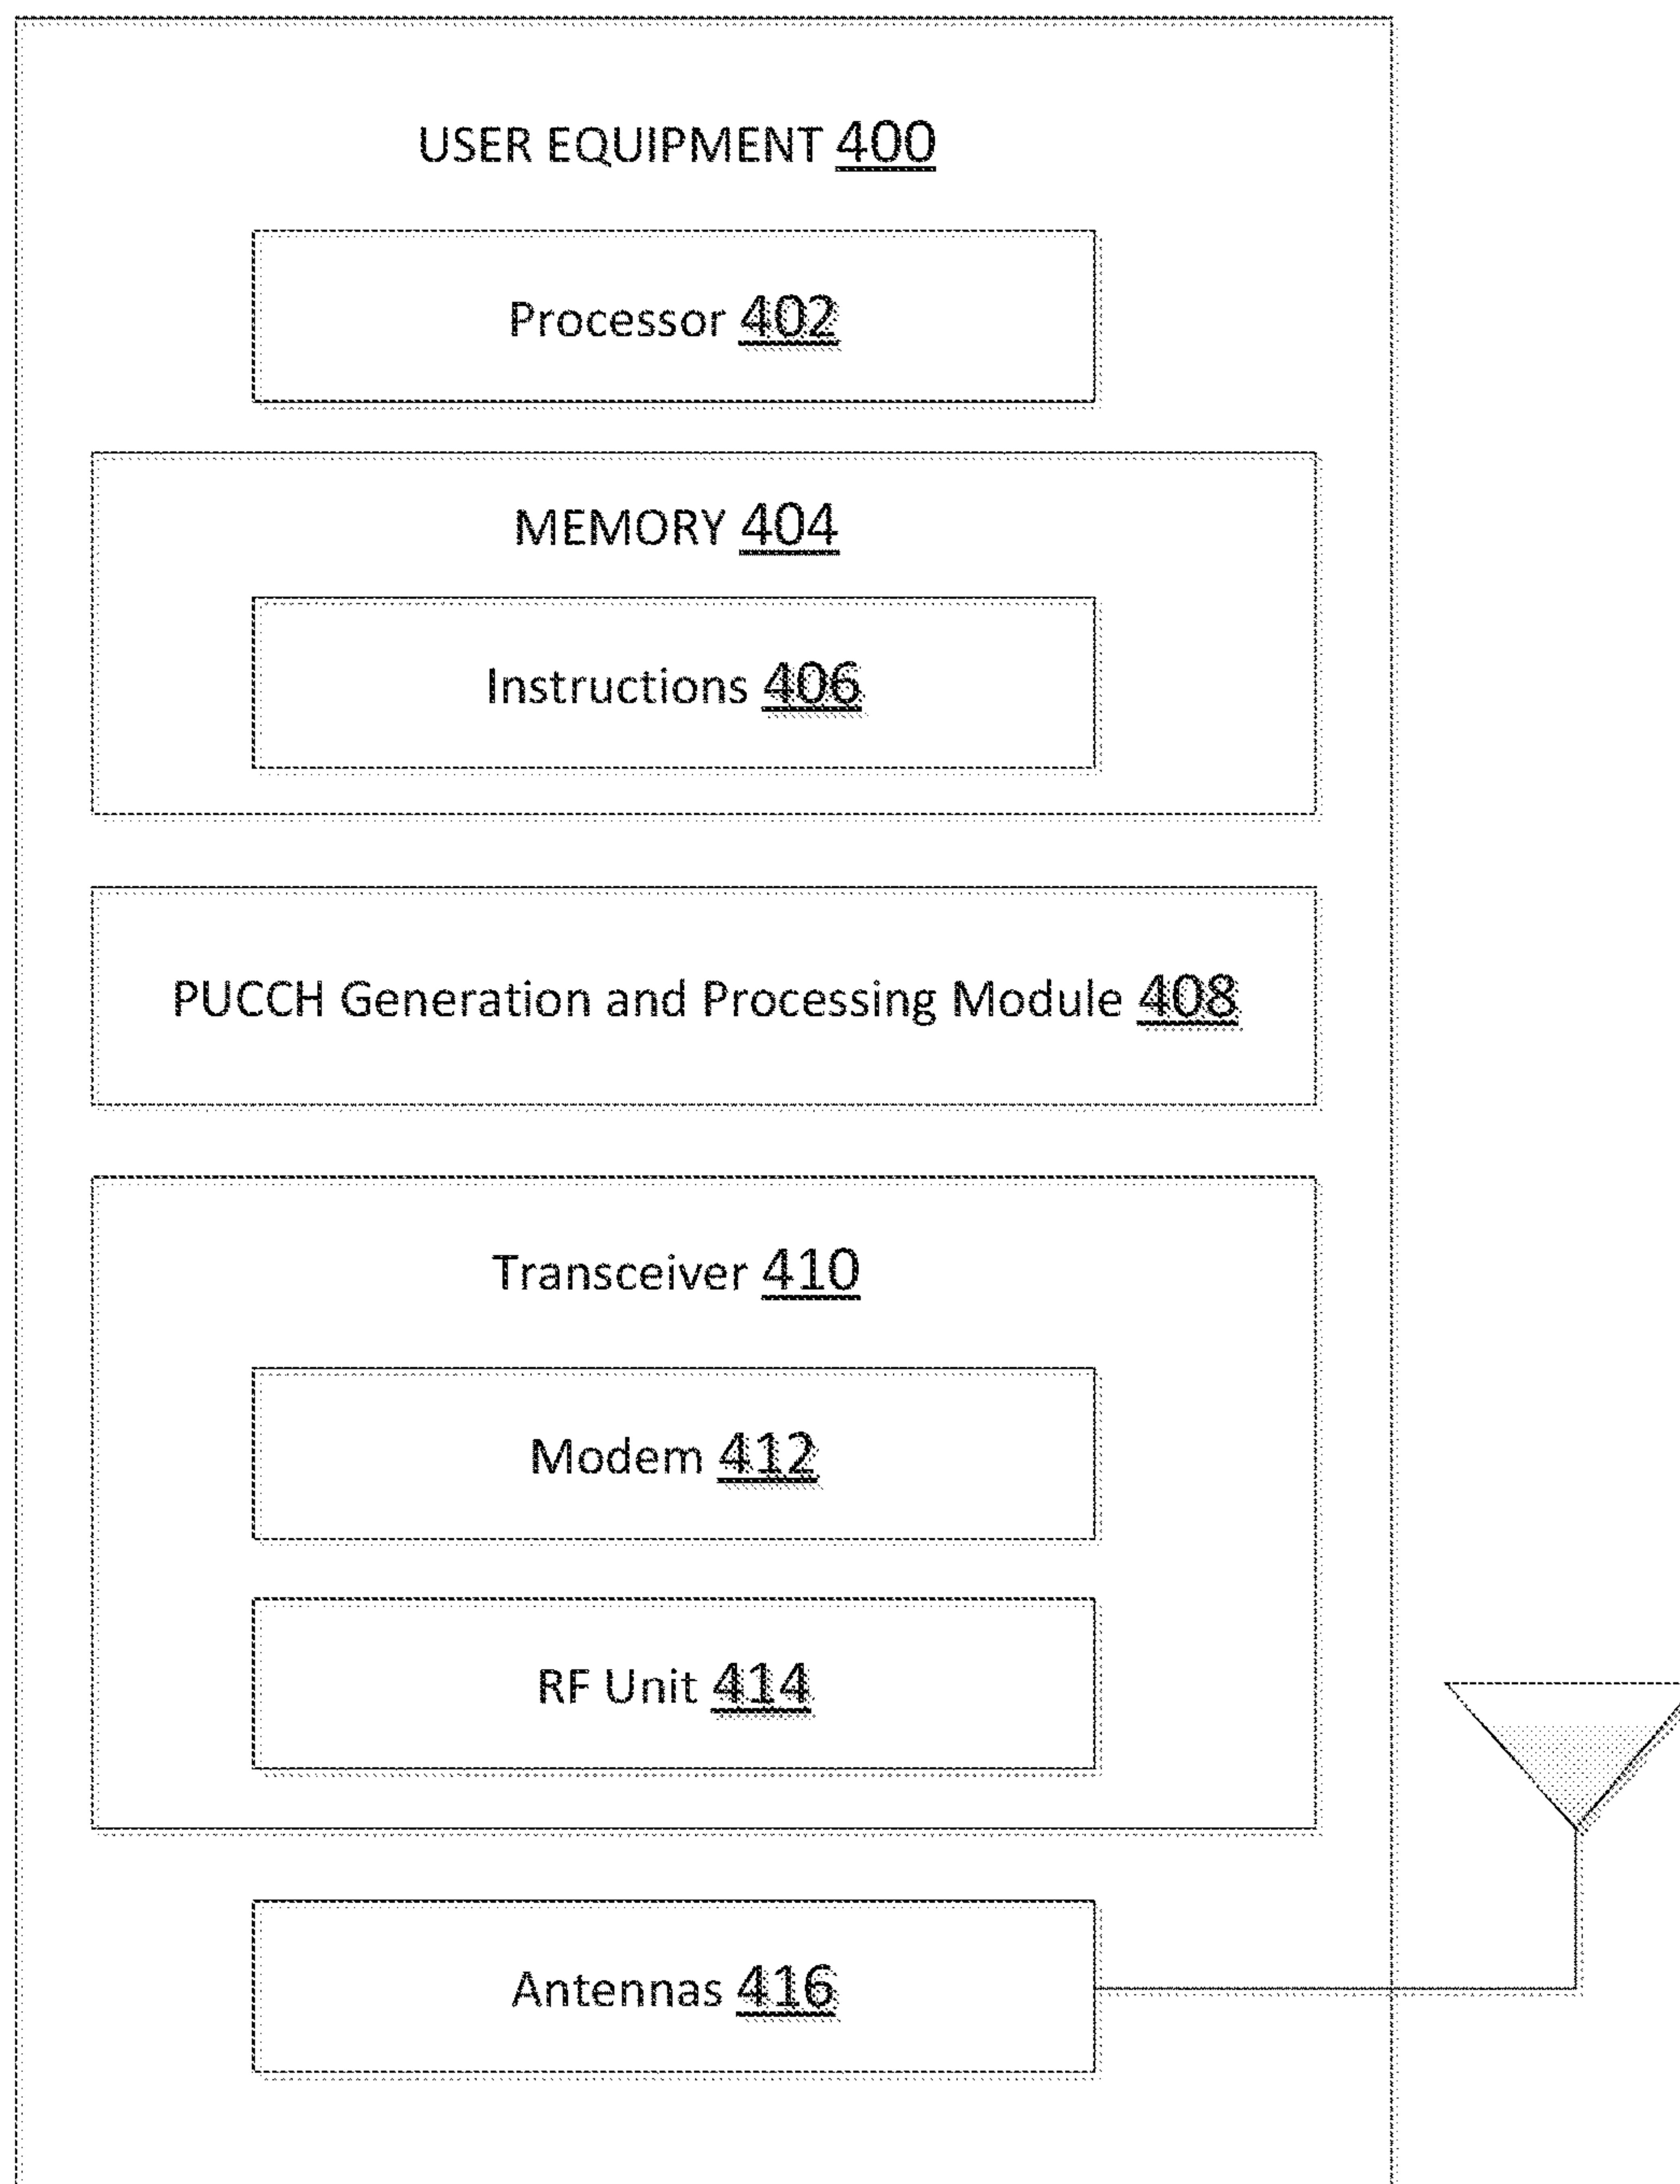 USER EQUIPMENT 400
Processor 402
MEMORY 404
Instructions 406
PUCCH Generation and Processing Module 408
Transceiver 410
Modem 412
RF Unit 414
Antennas 416